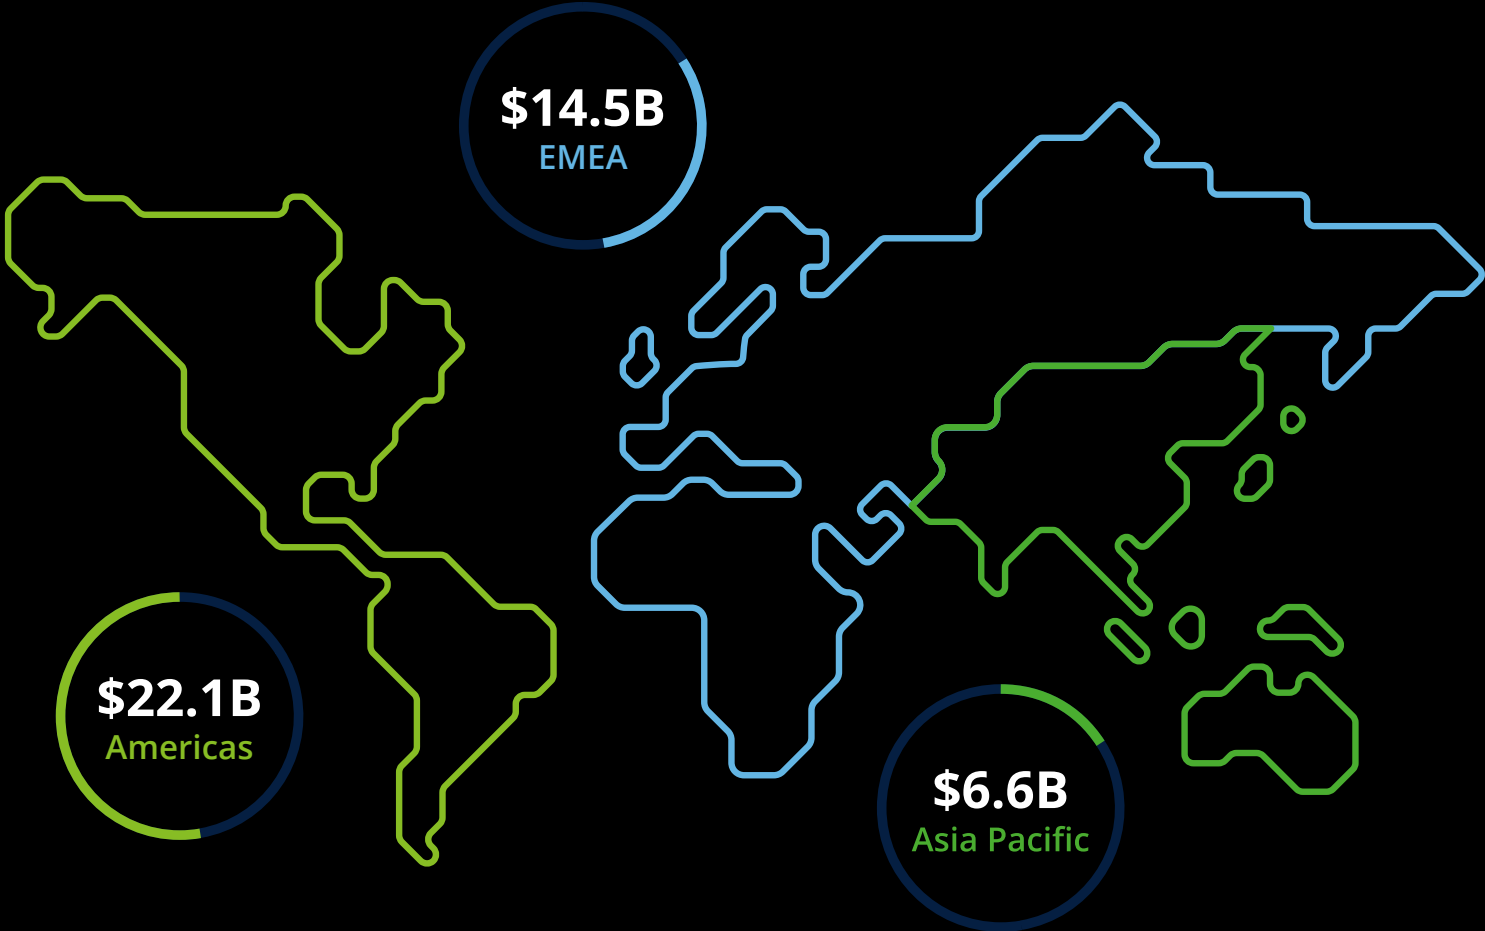 $14.5B
EMEA
$22.1B
Americas
$6.6B
Asia Pacific